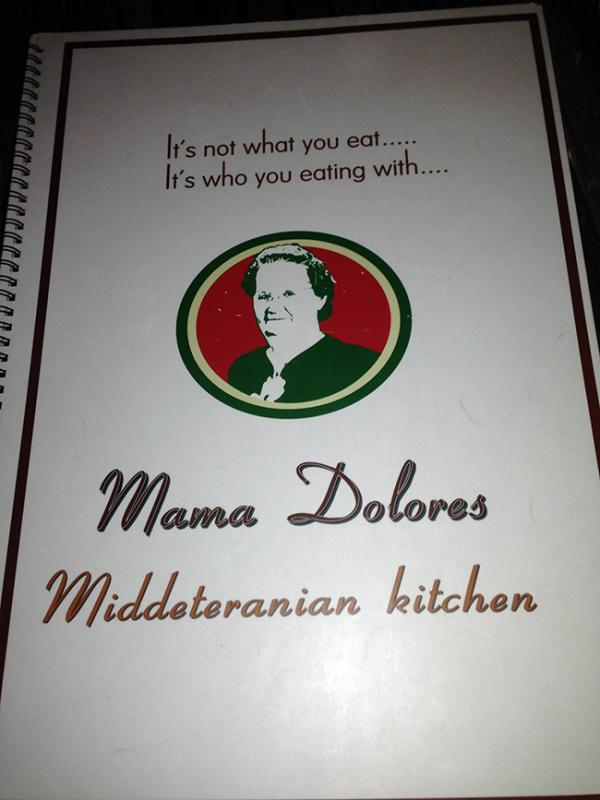 It's not what you eat.....
It's who you eating with....
Mama Dolores
Middeteranian kitchen